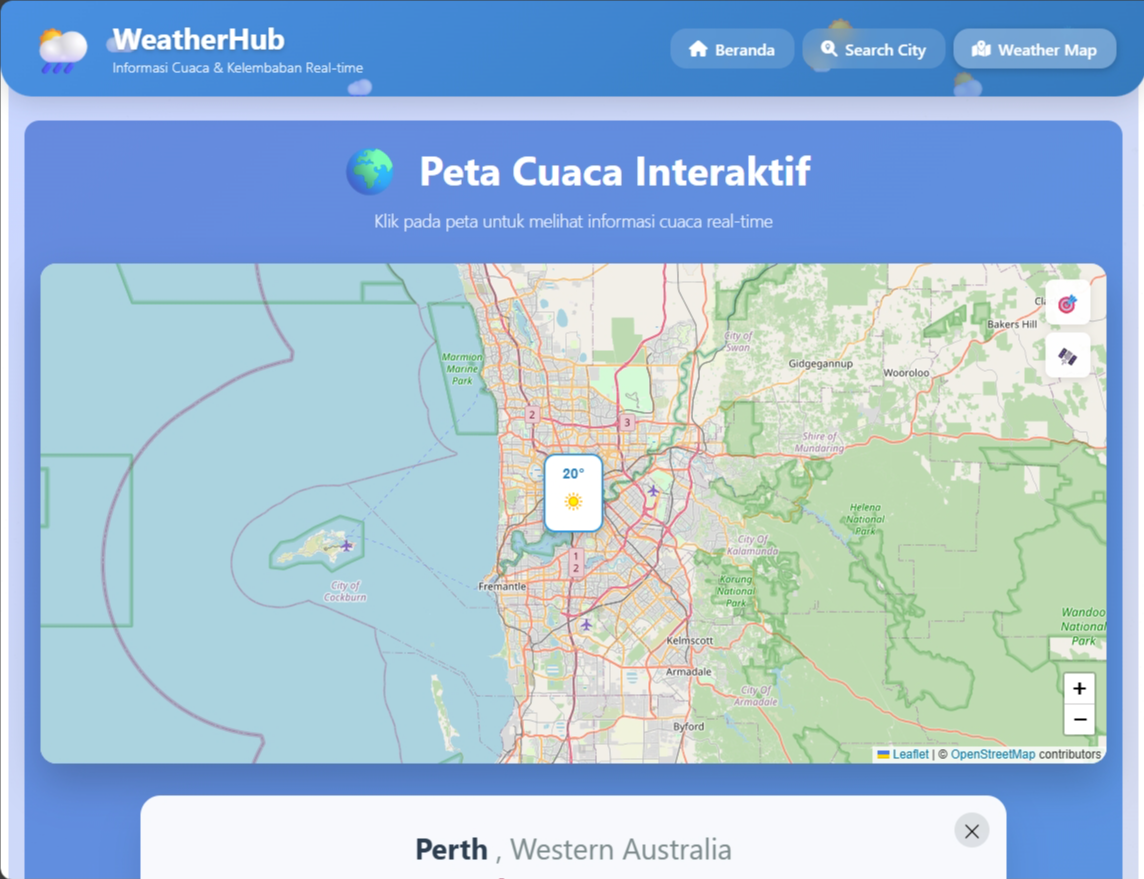 WeatherHub
Informasi Cuaca & Kelembaban Real-time
Beranda
Search City
Weather Map
Peta Cuaca Interaktif
Klik pada peta untuk melihat informasi cuaca real-time
Marmion
Marine
Park
City of
Swan
Bakers Hill
Gidgegannup
Wooroloo
2
3
Shire of
Mundaring
20°
Helena
National
Park
City of
Cockburn
1
2
City Of
Kalamunda
Fremantle
Korung
National
Park
Wandoo
National
Park
Kelmscott
Armadale
City Of
Armadale
Byford
+
−
Leaflet | © OpenStreetMap contributors
Perth , Western Australia